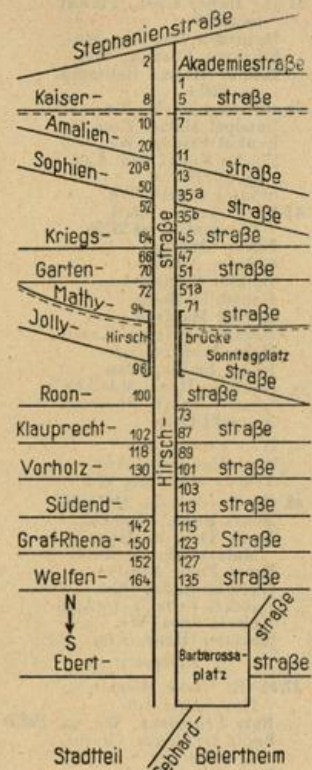 Stephanienstraße
2 Akademiestraße
1
Kaiser- 8 5 straße
Amalien- 10 7
20
Sophien- 20a 11 straße
50 13
52 35a straße
35b
Kriegs- 64 45 straße
66 47
Garten- 70 51 straße
Mathy- 72 51a
94 71 straße
Jolly- Hirsch brücke
Sonntagplatz
96 straße
Roon- 100 straße
73
Klauprecht- 102 87 straße
118 89
Vorholz- 130 101 straße
103
Südend- 113 straße
142 115
Graf-Rhena- 150 123 straße
152 127
Welfen- 164 135 straße
Hirsch- straße
N
S
straße
Ebert- Barbarossa- straße
platz
Gebhard-
Stadtteil Beiertheim